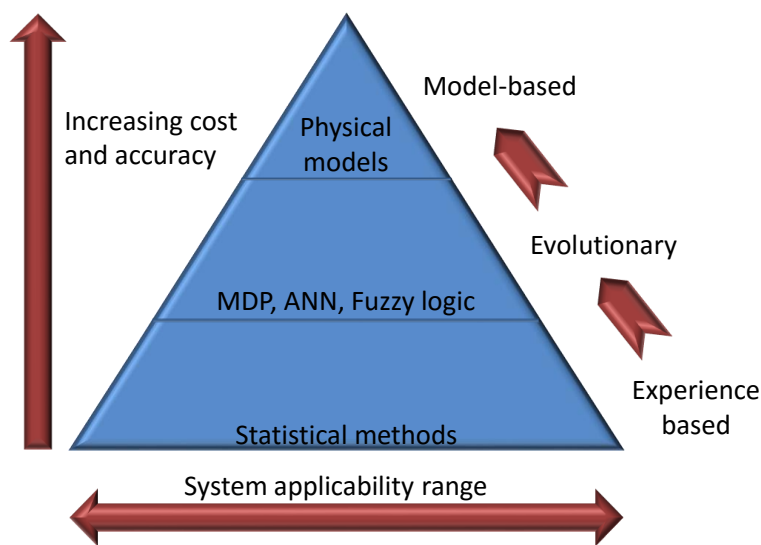 Model-based
Increasing cost
and accuracy
Physical
models
Evolutionary
MDP, ANN, Fuzzy logic
Experience
based
Statistical methods
System applicability range